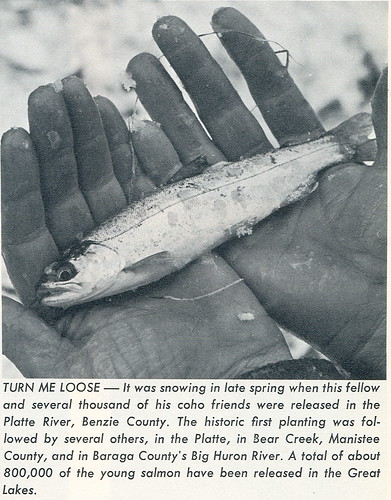 TURN ME LOOSE — It was snowing in late spring when this fellow
and several thousand of his coho friends were released in the
Platte River, Benzie County. The historic first planting was fol-
lowed by several others, in the Platte, in Bear Creek, Manistee
County, and in Baraga County's Big Huron River. A total of about
800,000 of the young salmon have been released in the Great
Lakes.